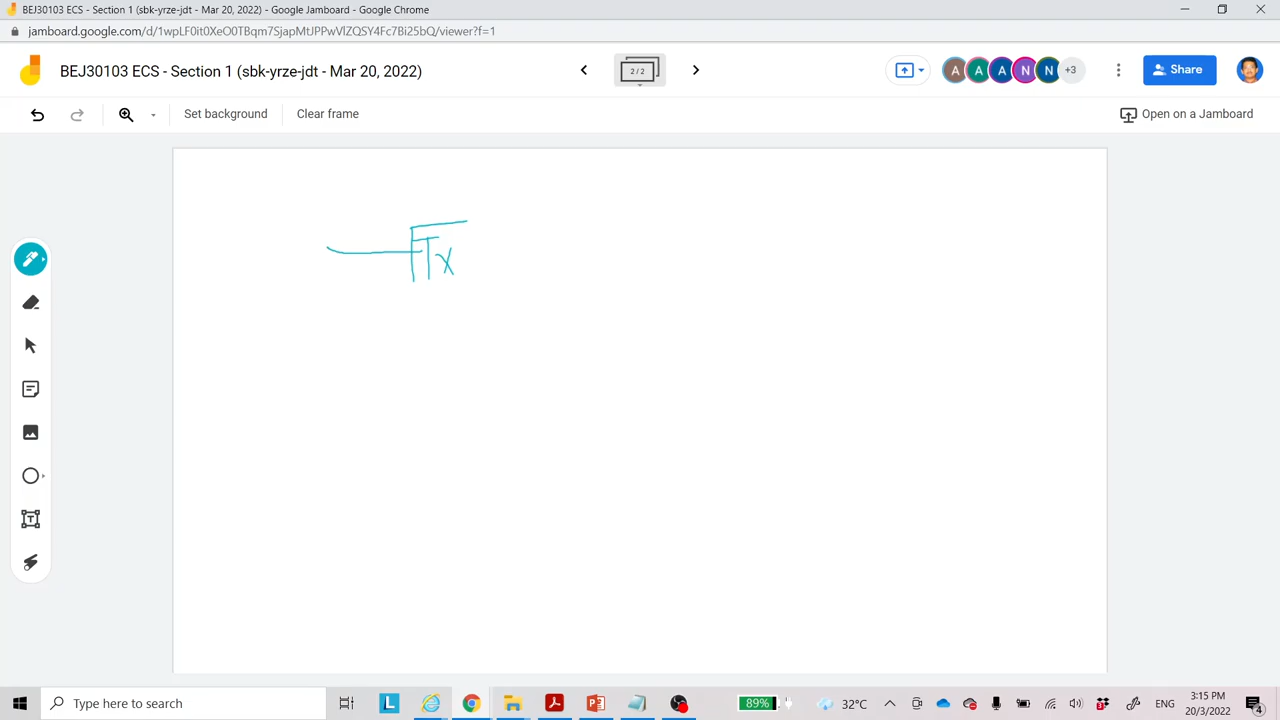 BEJ30103 ECS - Section 1 (sbk-yrze-jdt - Mar 20, 2022) - Google Jamboard - Google Chrome
jamboard.google.com/d/1wpLF0it0XeO0TBqm7SjapMtJPPwVlZQSY4Fc7Bi25bQ/viewer?f=1
BEJ30103 ECS - Section 1 (sbk-yrze-jdt - Mar 20, 2022)
2 / 2
A A A N N +3
Share
Set background
Clear frame
Open on a Jamboard
Tx
Type here to search
L
89%
32°C
ENG
3:15 PM
20/3/2022
4